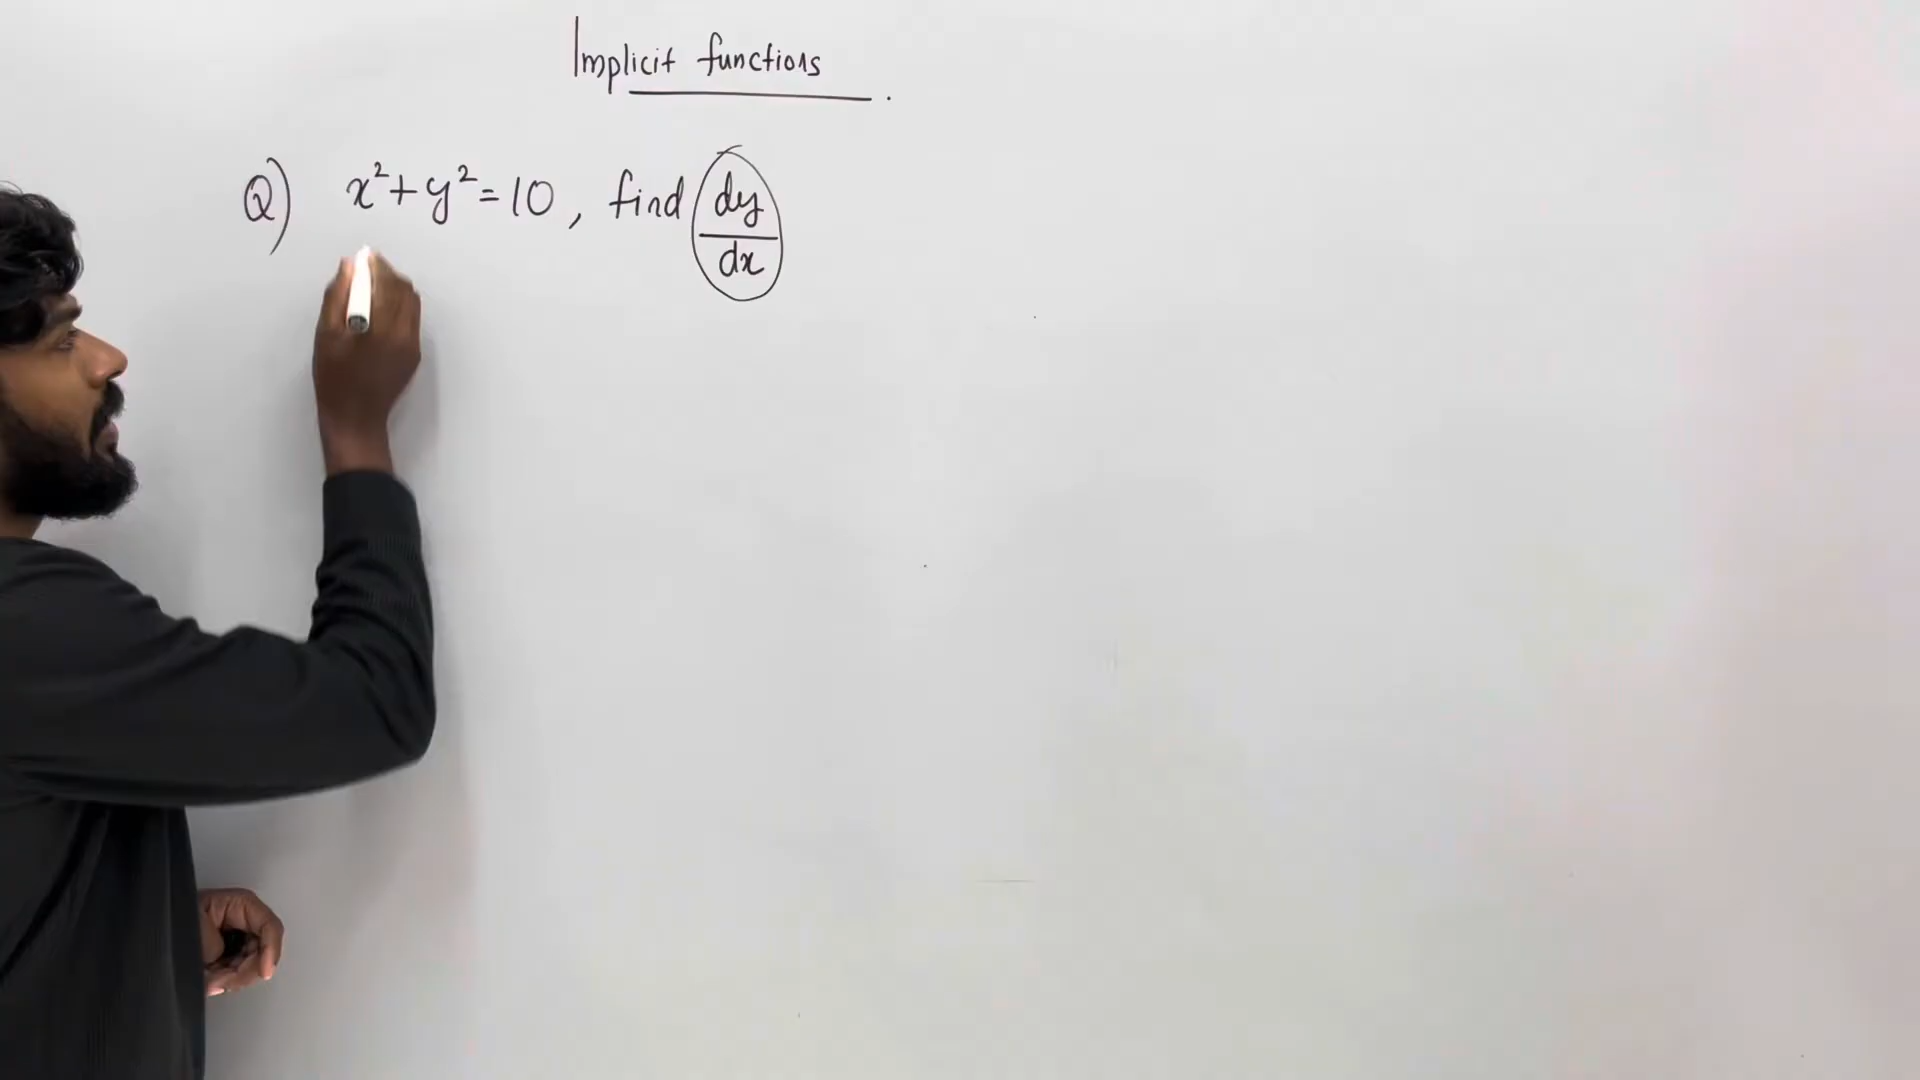 Implicit functions.
Q) x²+y²=10, find dy/dx